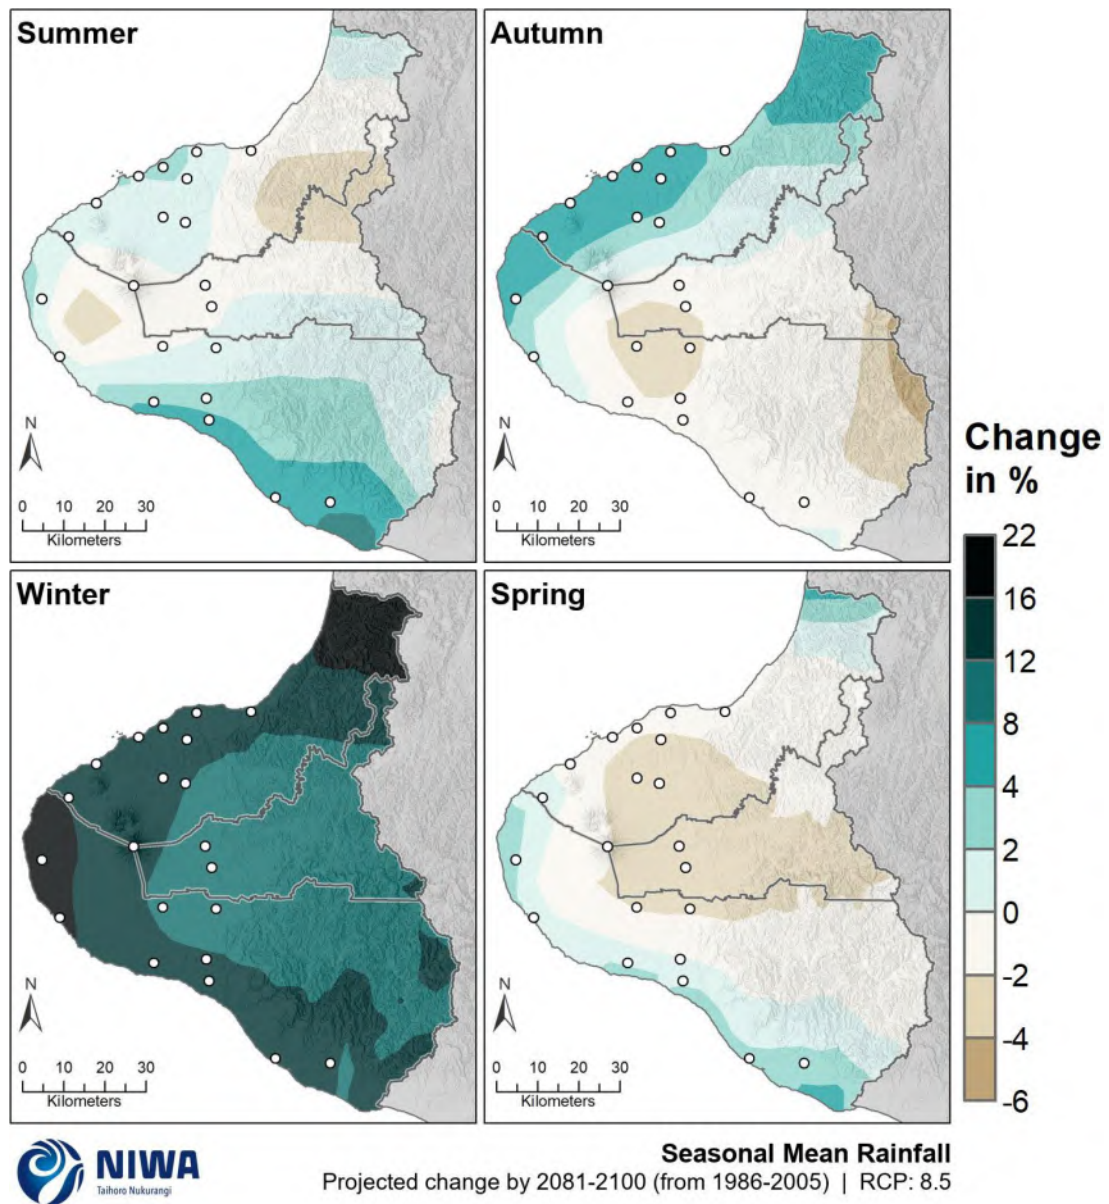 Summer
N
0 10 20 30
Kilometers
Autumn
N
0 10 20 30
Kilometers
Winter
N
0 10 20 30
Kilometers
Spring
N
0 10 20 30
Kilometers
Change
in %
22
16
12
8
4
2
0
-2
-4
-6
NIWA
Taihoro Nukurangi
Seasonal Mean Rainfall
Projected change by 2081-2100 (from 1986-2005) | RCP: 8.5